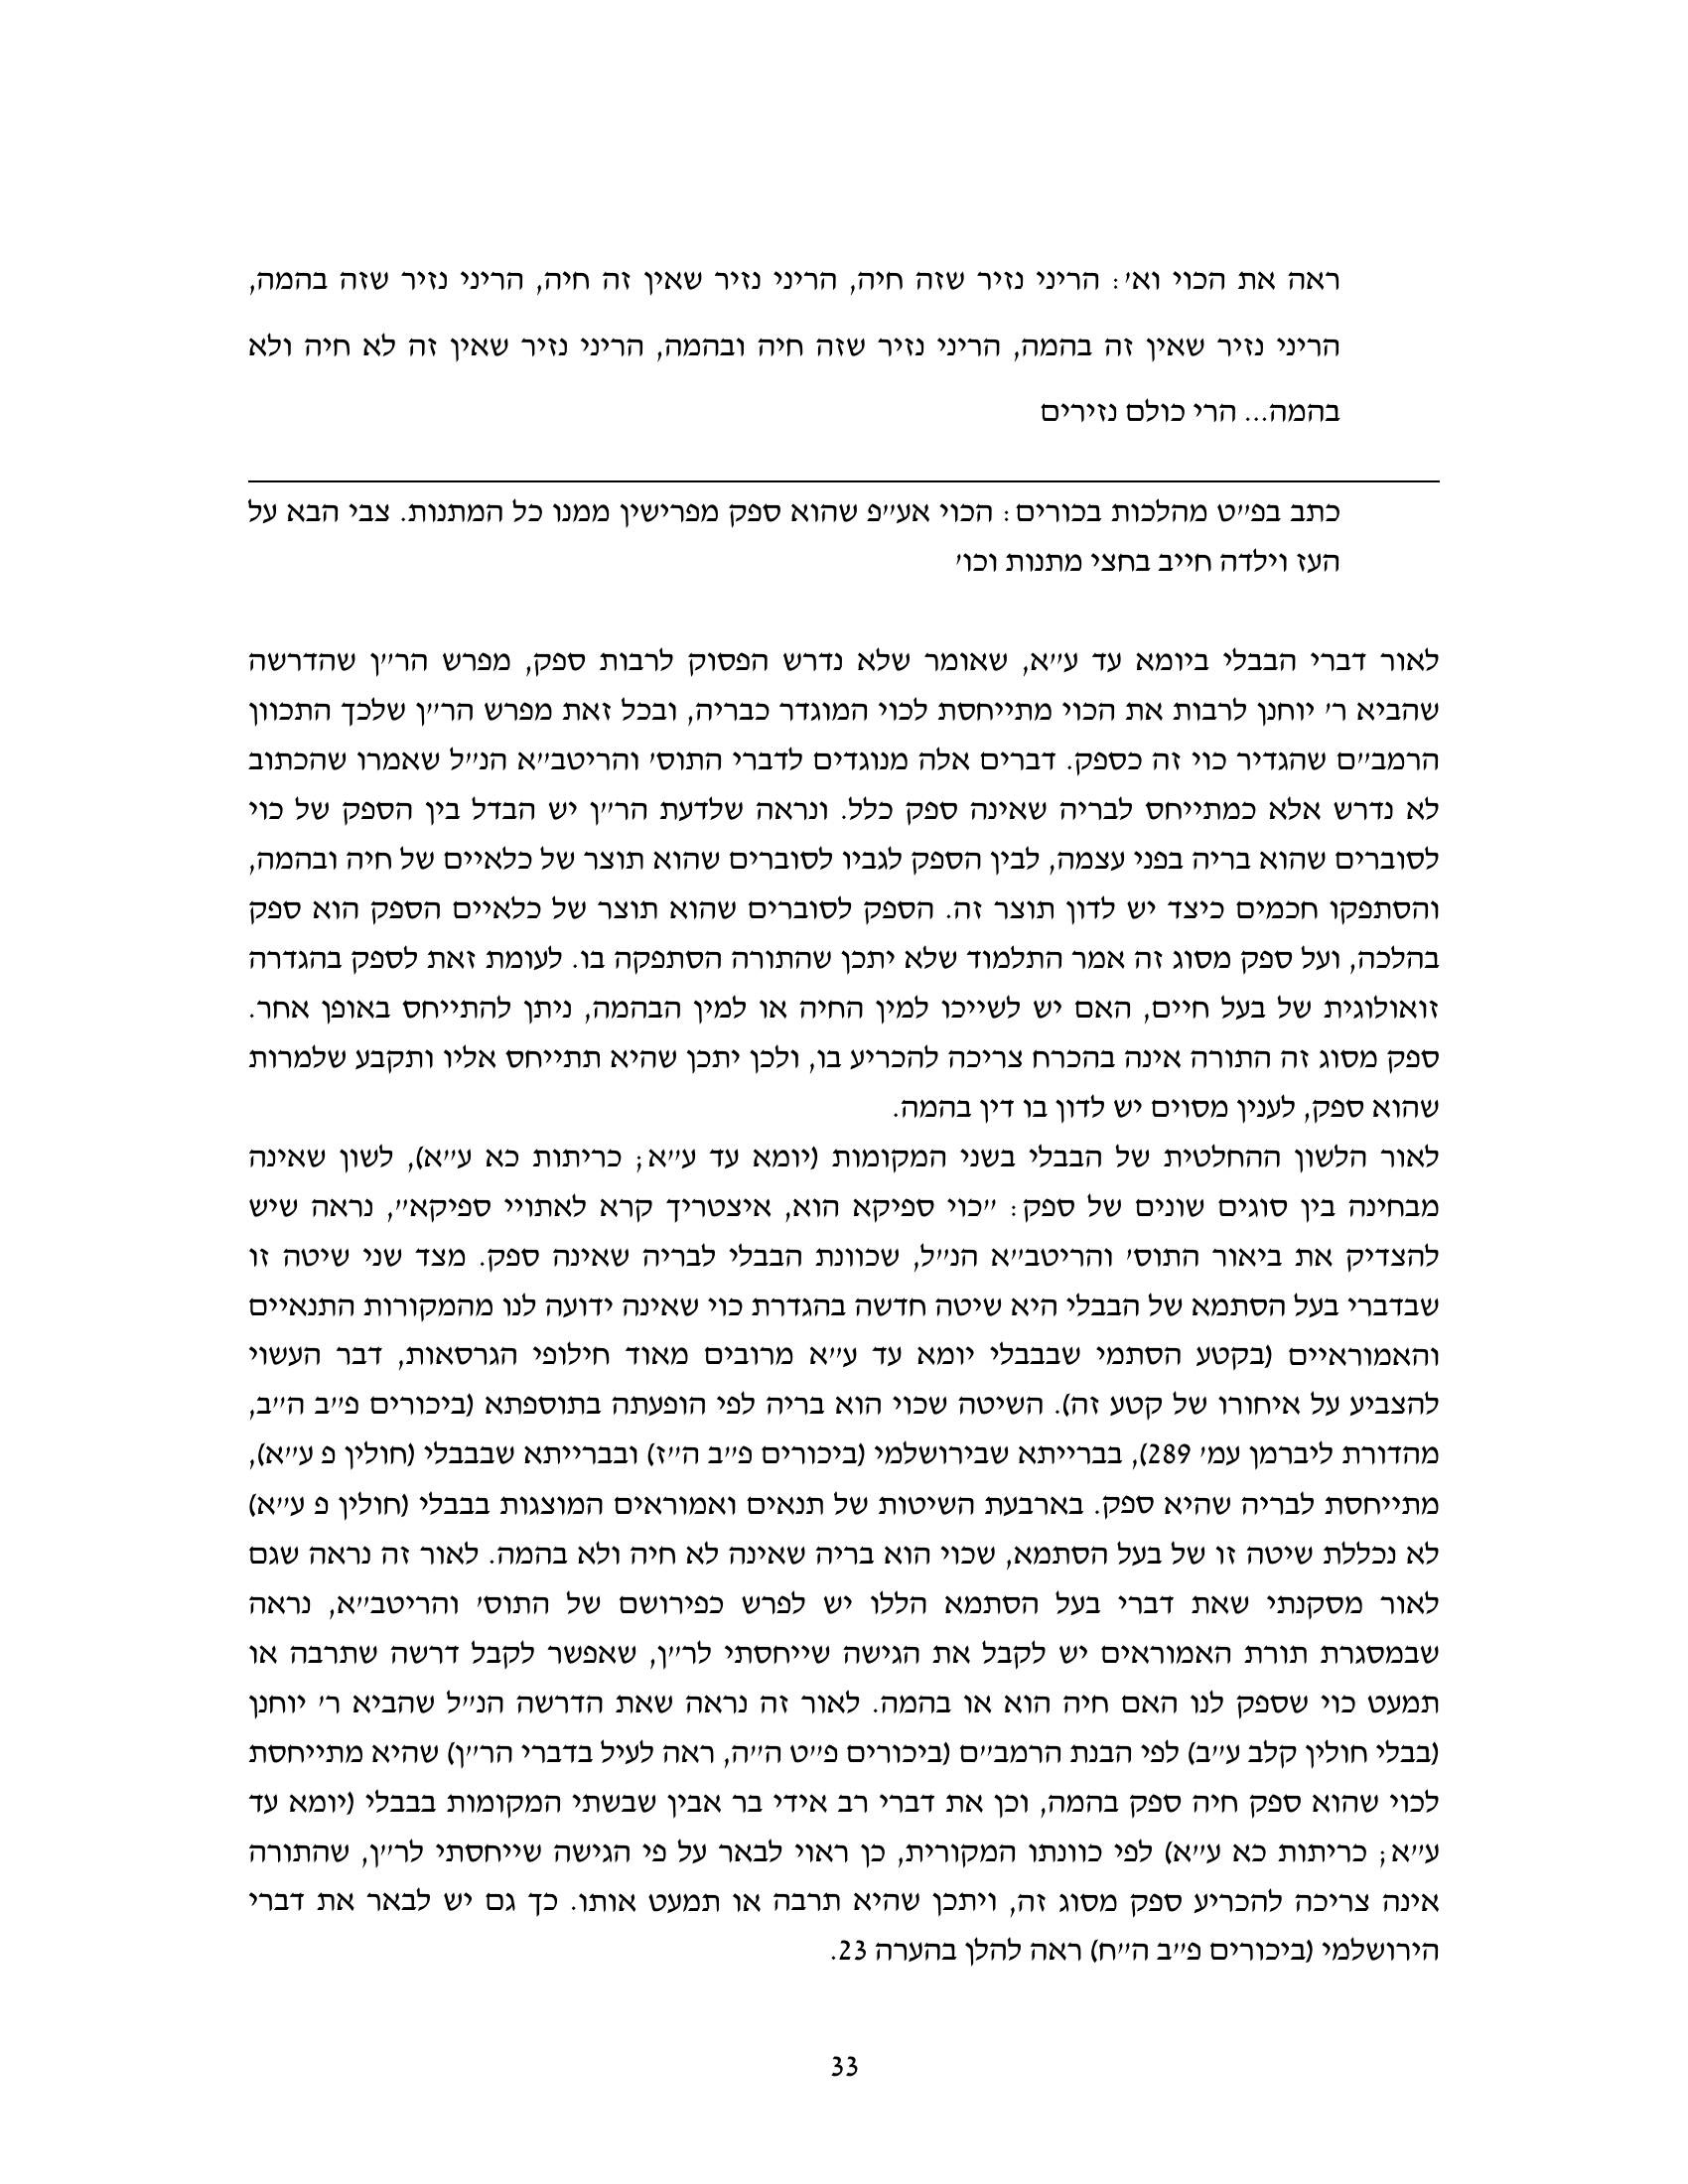 ראה את הכוי וא׳: הריני נזיר שזה חיה, הריני נזיר שאין זה חיה, הריני נזיר שזה בהמה,
הריני נזיר שאין זה בהמה, הריני נזיר שזה חיה ובהמה, הריני נזיר שאין זה לא חיה ולא
בהמה... הרי כולם נזירים
כתב בפ״ט מהלכות בכורים: הכוי אע״פ שהוא ספק מפרישין ממנו כל המתנות. צבי הבא על
העז וילדה חייב בחצי מתנות וכו׳
לאור דברי הבבלי ביומא עד ע״א, שאומר שלא נדרש הפסוק לרבות ספק, מפרש הר״ן שהדרשה
שהביא ר׳ יוחנן לרבות את הכוי מתייחסת לכוי המוגדר כבריה, ובכל זאת מפרש הר״ן שלכך התכוון
הרמב״ם שהגדיר כוי זה כספק. דברים אלה מנוגדים לדברי התוס׳ והריטב״א הנ״ל שאמרו שהכתוב
לא נדרש אלא כמתייחס לבריה שאינה ספק כלל. ונראה שלדעת הר״ן יש הבדל בין הספק של כוי
לסוברים שהוא בריה בפני עצמה, לבין הספק לגביו לסוברים שהוא תוצר של כלאיים של חיה ובהמה,
והסתפקו חכמים כיצד יש לדון תוצר זה. הספק לסוברים שהוא תוצר של כלאיים הספק הוא ספק
בהלכה, ועל ספק מסוג זה אמר התלמוד שלא יתכן שהתורה הסתפקה בו. לעומת זאת לספק בהגדרה
זואולוגית של בעל חיים, האם יש לשייכו למין החיה או למין הבהמה, ניתן להתייחס באופן אחר.
ספק מסוג זה התורה אינה בהכרח צריכה להכריע בו, ולכן יתכן שהיא תתייחס אליו ותקבע שלמרות
שהוא ספק, לענין מסוים יש לדון בו דין בהמה.
לאור הלשון ההחלטית של הבבלי בשני המקומות (יומא עד ע״א; כריתות כא ע״א), לשון שאינה
מבחינה בין סוגים שונים של ספק: ״כוי ספיקא הוא, איצטריך קרא לאתויי ספיקא״, נראה שיש
להצדיק את ביאור התוס׳ והריטב״א הנ״ל, שכוונת הבבלי לבריה שאינה ספק. מצד שני שיטה זו
שבדברי בעל הסתמא של הבבלי היא שיטה חדשה בהגדרת כוי שאינה ידועה לנו מהמקורות התנאיים
והאמוראיים (בקטע הסתמי שבבבלי יומא עד ע״א מרובים מאוד חילופי הגרסאות, דבר העשוי
להצביע על איחורו של קטע זה). השיטה שכוי הוא בריה לפי הופעתה בתוספתא (ביכורים פ״ב ה״ב,
מהדורת ליברמן עמ׳ 289), בברייתא שבירושלמי (ביכורים פ״ב ה״ז) ובברייתא שבבבלי (חולין פ ע״א),
מתייחסת לבריה שהיא ספק. בארבעת השיטות של תנאים ואמוראים המוצגות בבבלי (חולין פ ע״א)
לא נכללת שיטה זו של בעל הסתמא, שכוי הוא בריה שאינה לא חיה ולא בהמה. לאור זה נראה שגם
לאור מסקנתי שאת דברי בעל הסתמא הללו יש לפרש כפירושם של התוס׳ והריטב״א, נראה
שבמסגרת תורת האמוראים יש לקבל את הגישה שייחסתי לר״ן, שאפשר לקבל דרשה שתרבה או
תמעט כוי שספק לנו האם חיה הוא או בהמה. לאור זה נראה שאת הדרשה הנ״ל שהביא ר׳ יוחנן
(בבלי חולין קלב ע״ב) לפי הבנת הרמב״ם (ביכורים פ״ט ה״ה, ראה לעיל בדברי הר״ן) שהיא מתייחסת
לכוי שהוא ספק חיה ספק בהמה, וכן את דברי רב אידי בר אבין שבשתי המקומות בבבלי (יומא עד
ע״א; כריתות כא ע״א) לפי כוונתו המקורית, כן ראוי לבאר על פי הגישה שייחסתי לר״ן, שהתורה
אינה צריכה להכריע ספק מסוג זה, ויתכן שהיא תרבה או תמעט אותו. כך גם יש לבאר את דברי
הירושלמי (ביכורים פ״ב ה״ח) ראה להלן בהערה 23.
33